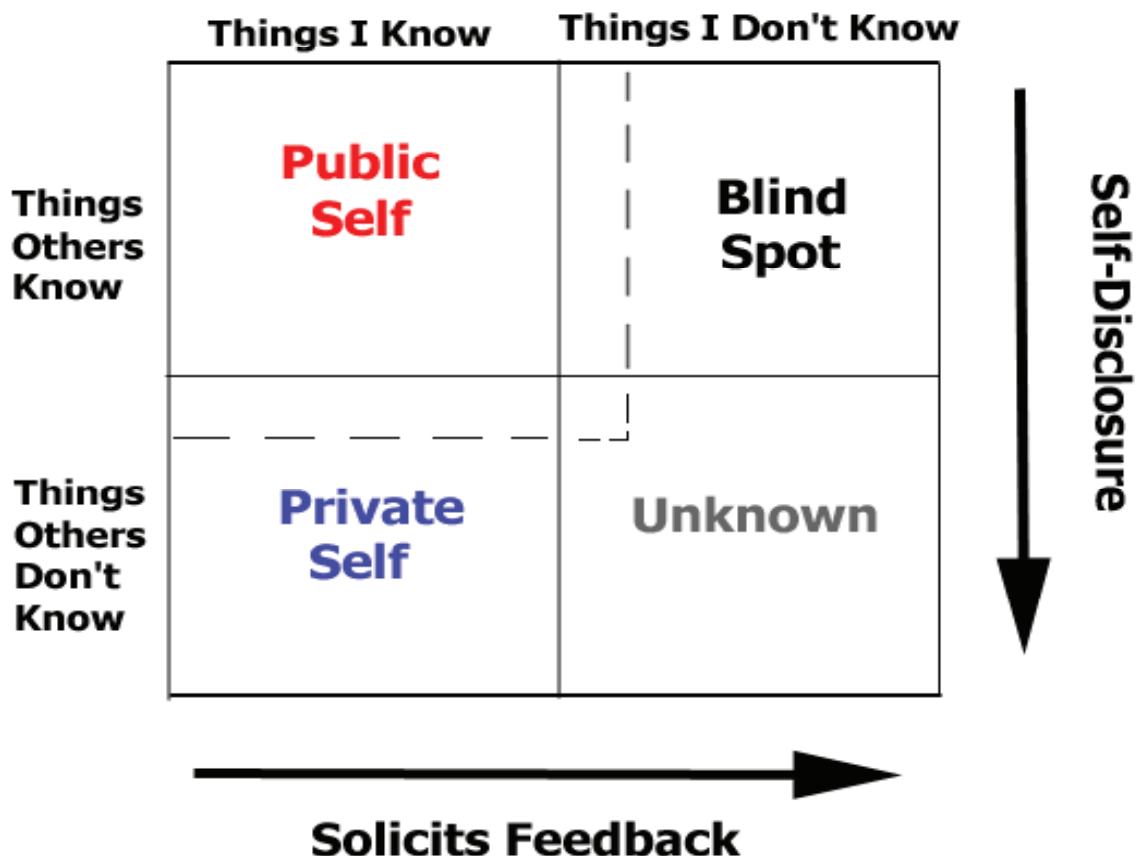 Things I Know
Things I Don't Know
Things
Others
Know
Public
Self
Blind
Spot
Self-Disclosure
Things
Others
Don't
Know
Private
Self
Unknown
Solicits Feedback